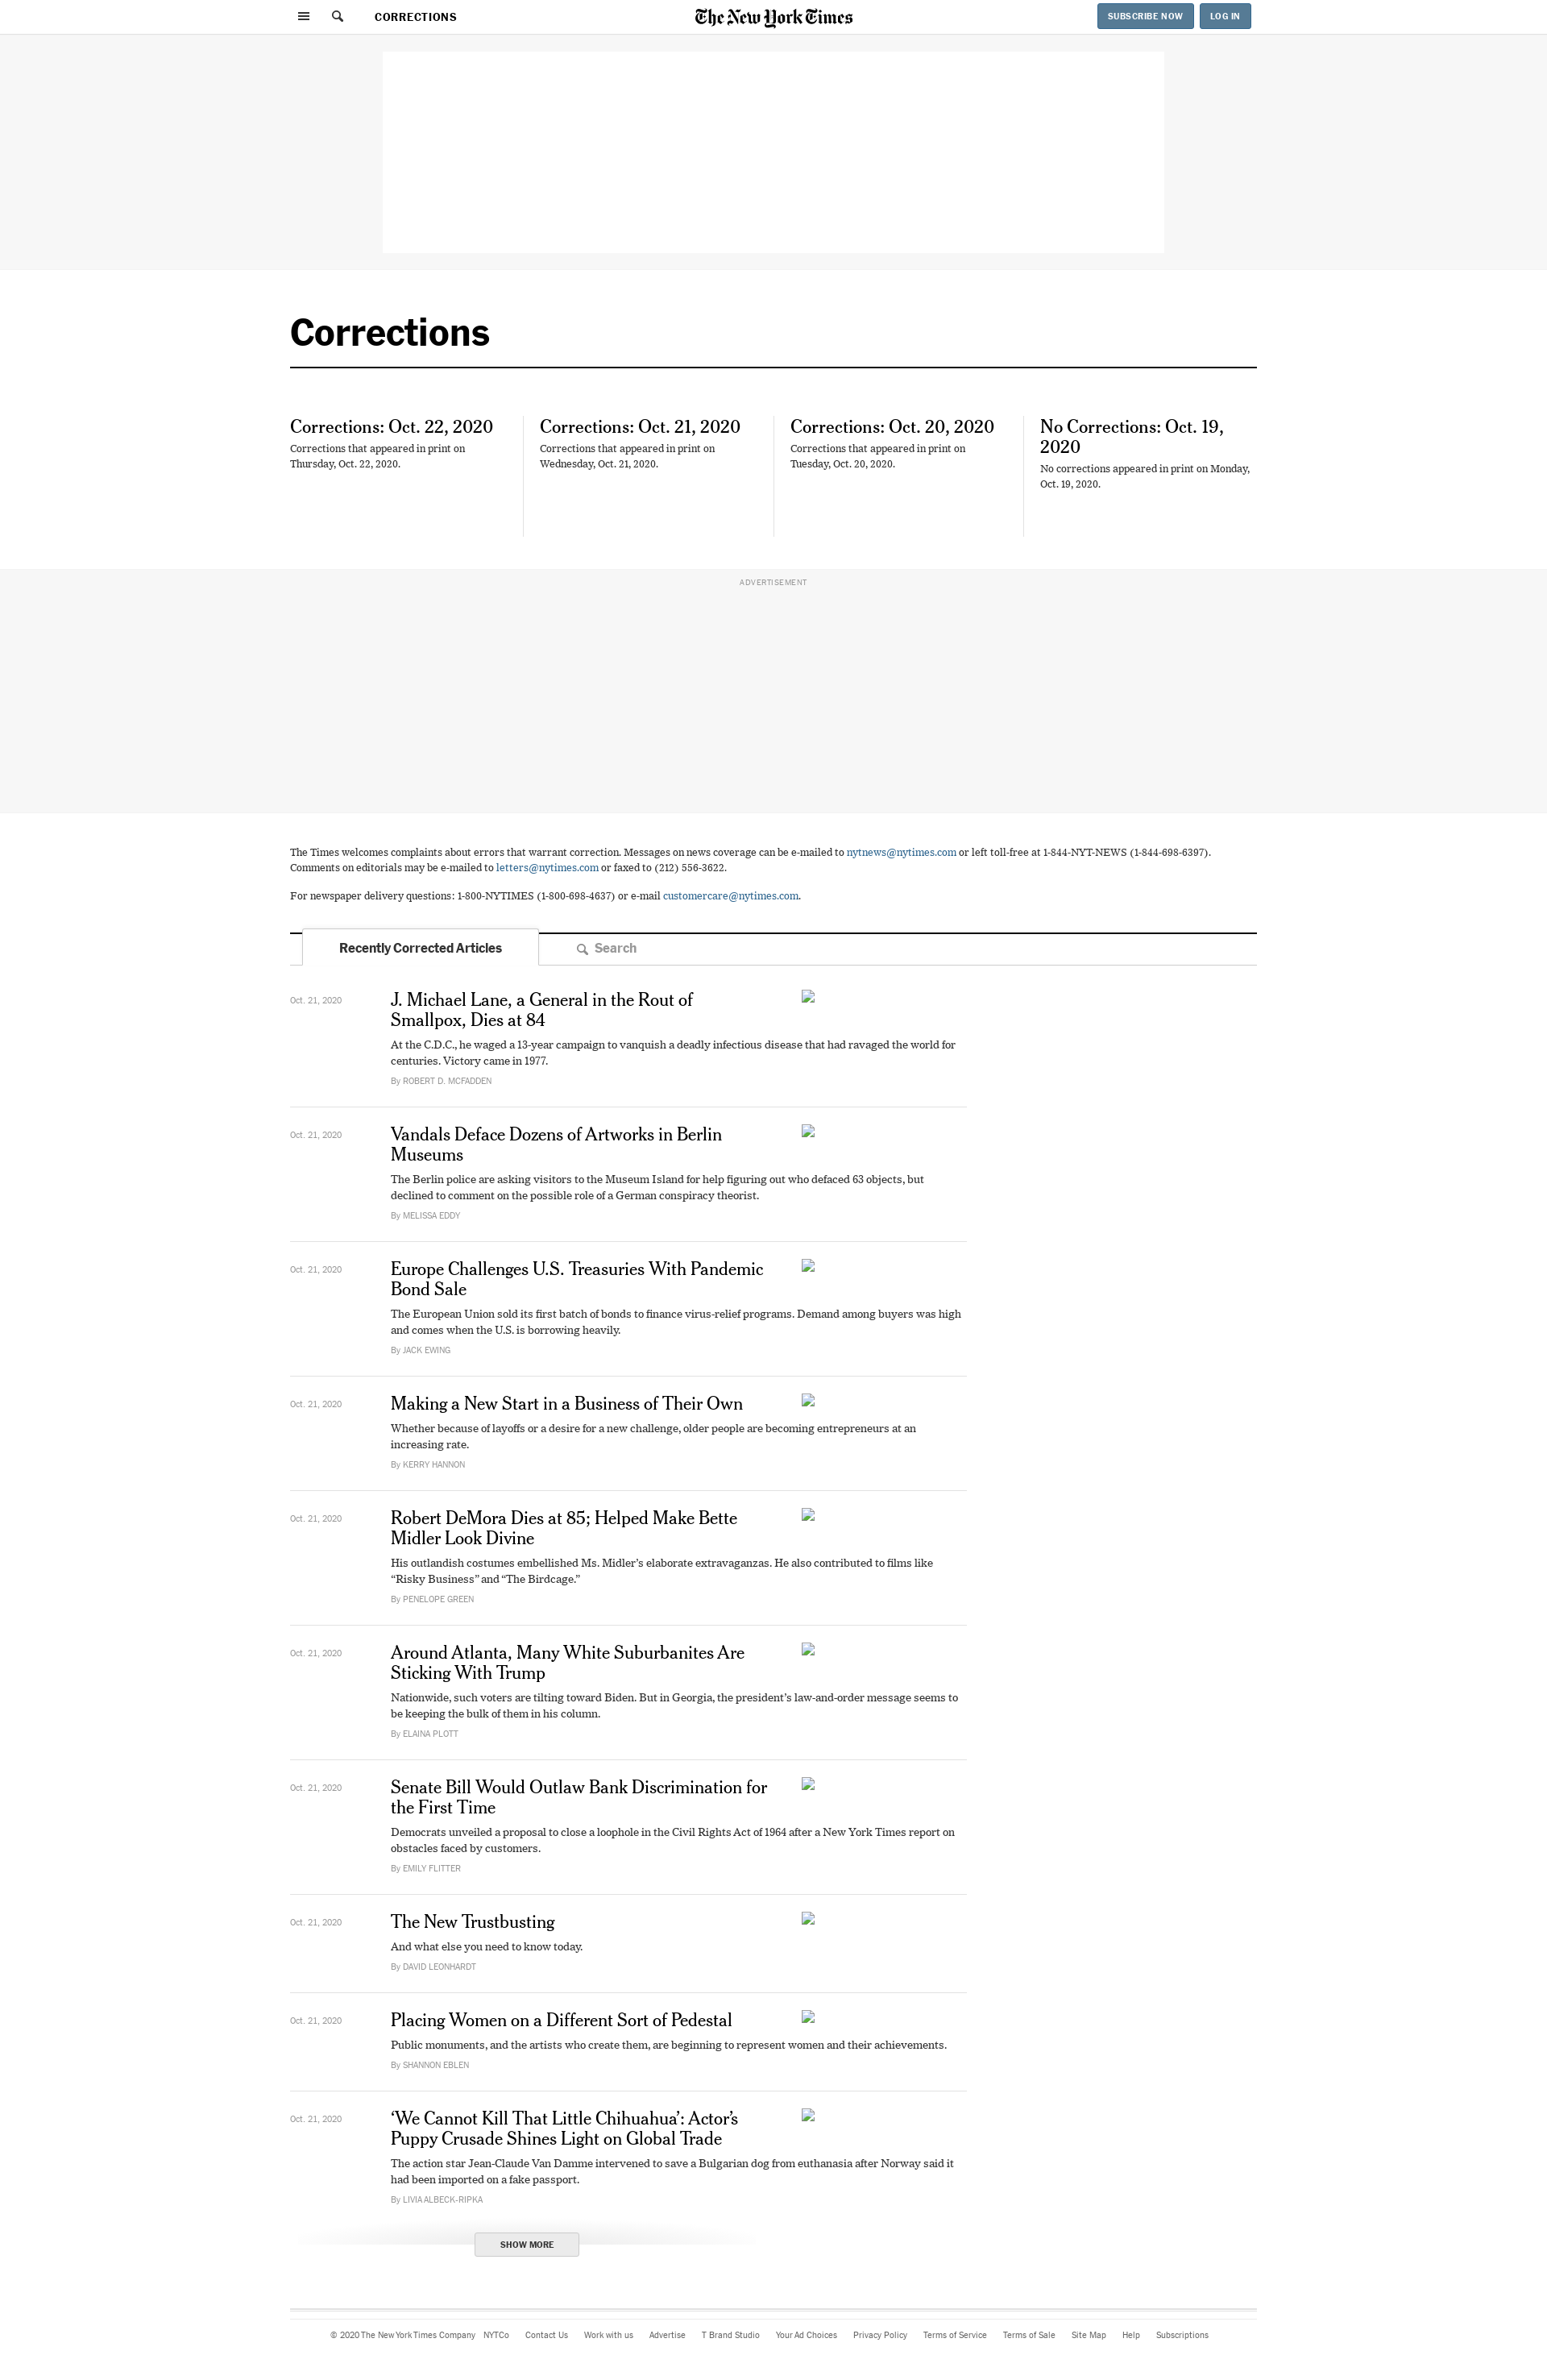 CORRECTIONS
The New York Times
SUBSCRIBE NOW
LOG IN
Corrections
Corrections: Oct. 22, 2020
Corrections that appeared in print on
Thursday, Oct. 22, 2020.
Corrections: Oct. 21, 2020
Corrections that appeared in print on
Wednesday, Oct. 21, 2020.
Corrections: Oct. 20, 2020
Corrections that appeared in print on
Tuesday, Oct. 20, 2020.
No Corrections: Oct. 19,
2020
No corrections appeared in print on Monday,
Oct. 19, 2020.
ADVERTISEMENT
The Times welcomes complaints about errors that warrant correction. Messages on news coverage can be e-mailed to nytnews@nytimes.com or left toll-free at 1-844-NYT-NEWS (1-844-698-6397).
Comments on editorials may be e-mailed to letters@nytimes.com or faxed to (212) 556-3622.
For newspaper delivery questions: 1-800-NYTIMES (1-800-698-4637) or e-mail customercare@nytimes.com.
Recently Corrected Articles
Search
Oct. 21, 2020
J. Michael Lane, a General in the Rout of
Smallpox, Dies at 84
At the C.D.C., he waged a 13-year campaign to vanquish a deadly infectious disease that had ravaged the world for
centuries. Victory came in 1977.
By ROBERT D. MCFADDEN
Oct. 21, 2020
Vandals Deface Dozens of Artworks in Berlin
Museums
The Berlin police are asking visitors to the Museum Island for help figuring out who defaced 63 objects, but
declined to comment on the possible role of a German conspiracy theorist.
By MELISSA EDDY
Oct. 21, 2020
Europe Challenges U.S. Treasuries With Pandemic
Bond Sale
The European Union sold its first batch of bonds to finance virus-relief programs. Demand among buyers was high
and comes when the U.S. is borrowing heavily.
By JACK EWING
Oct. 21, 2020
Making a New Start in a Business of Their Own
Whether because of layoffs or a desire for a new challenge, older people are becoming entrepreneurs at an
increasing rate.
By KERRY HANNON
Oct. 21, 2020
Robert DeMora Dies at 85; Helped Make Bette
Midler Look Divine
His outlandish costumes embellished Ms. Midler’s elaborate extravaganzas. He also contributed to films like
“Risky Business” and “The Birdcage.”
By PENELOPE GREEN
Oct. 21, 2020
Around Atlanta, Many White Suburbanites Are
Sticking With Trump
Nationwide, such voters are tilting toward Biden. But in Georgia, the president’s law-and-order message seems to
be keeping the bulk of them in his column.
By ELAINA PLOTT
Oct. 21, 2020
Senate Bill Would Outlaw Bank Discrimination for
the First Time
Democrats unveiled a proposal to close a loophole in the Civil Rights Act of 1964 after a New York Times report on
obstacles faced by customers.
By EMILY FLITTER
Oct. 21, 2020
The New Trustbusting
And what else you need to know today.
By DAVID LEONHARDT
Oct. 21, 2020
Placing Women on a Different Sort of Pedestal
Public monuments, and the artists who create them, are beginning to represent women and their achievements.
By SHANNON EBLEN
Oct. 21, 2020
‘We Cannot Kill That Little Chihuahua’: Actor’s
Puppy Crusade Shines Light on Global Trade
The action star Jean-Claude Van Damme intervened to save a Bulgarian dog from euthanasia after Norway said it
had been imported on a fake passport.
By LIVIA ALBECK-RIPKA
SHOW MORE
© 2020 The New York Times Company NYTCo Contact Us Work with us Advertise T Brand Studio Your Ad Choices Privacy Policy Terms of Service Terms of Sale Site Map Help Subscriptions